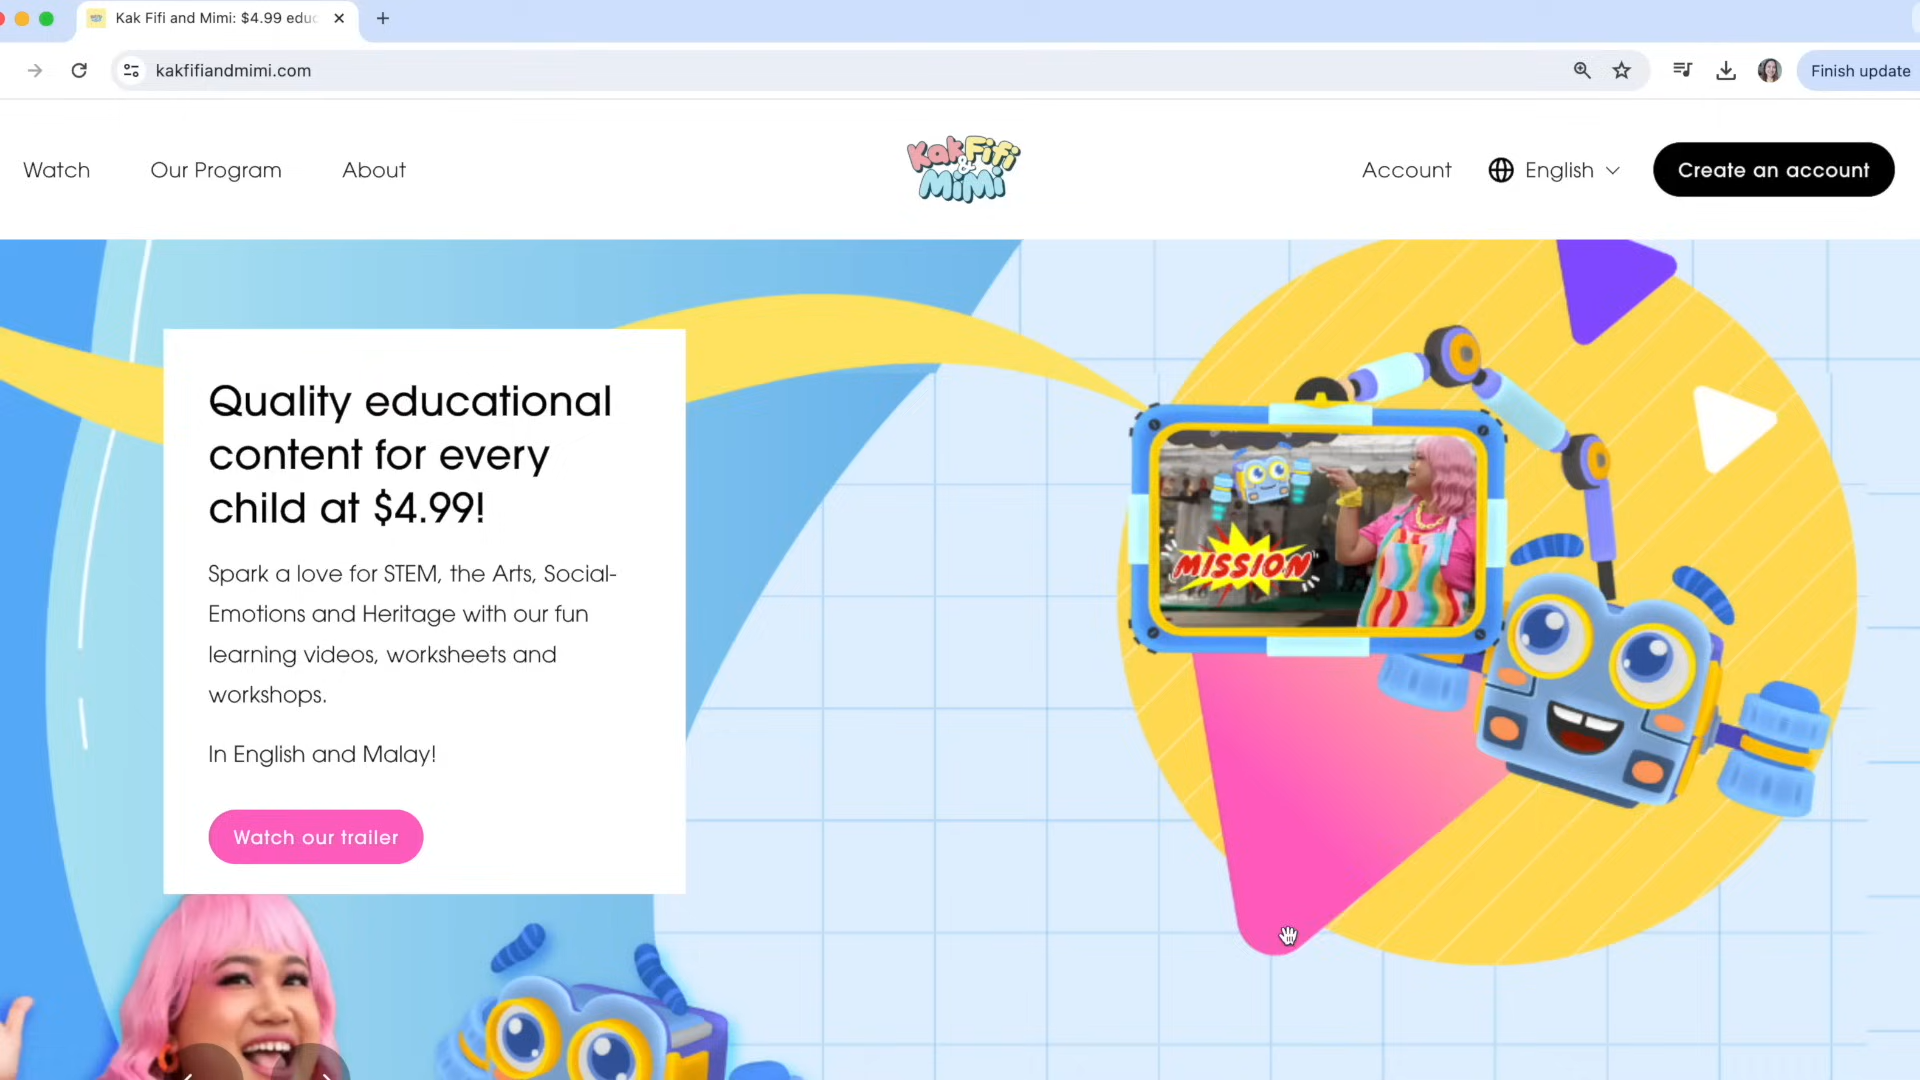 Kak Fifi and Mimi: $4.99 educ
kakfifiandmimi.com
Finish update
Watch
Our Program
About
Kak Fifi
&
MiMi
Account
English
Create an account
Quality educational
content for every
child at $4.99!
Spark a love for STEM, the Arts, Social-
Emotions and Heritage with our fun
learning videos, worksheets and
workshops.
In English and Malay!
Watch our trailer
MISSION